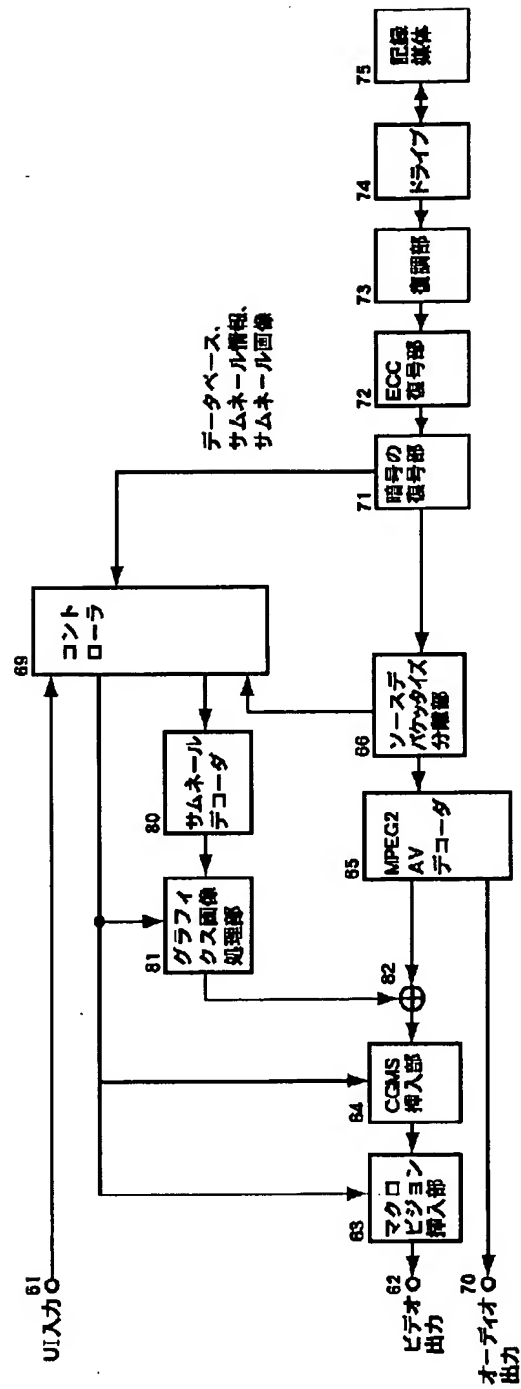 UI入力
61
69
コント
ローラ
データベース、
サムネール情報、
サムネール画像
80
サムネール
デコーダ
81
グラフィ
クス画像
処理部
ビデオ
出力
62
63
マクロ
ビジョン
挿入部
64
CGMS
挿入部
82
65
MPEG2
AV
デコーダ
66
ソースデ
パケッタイズ
分離部
71
暗号の
復号部
72
ECC
復号部
73
復調部
74
ドライブ
75
記録
媒体
オーディオ
出力
70